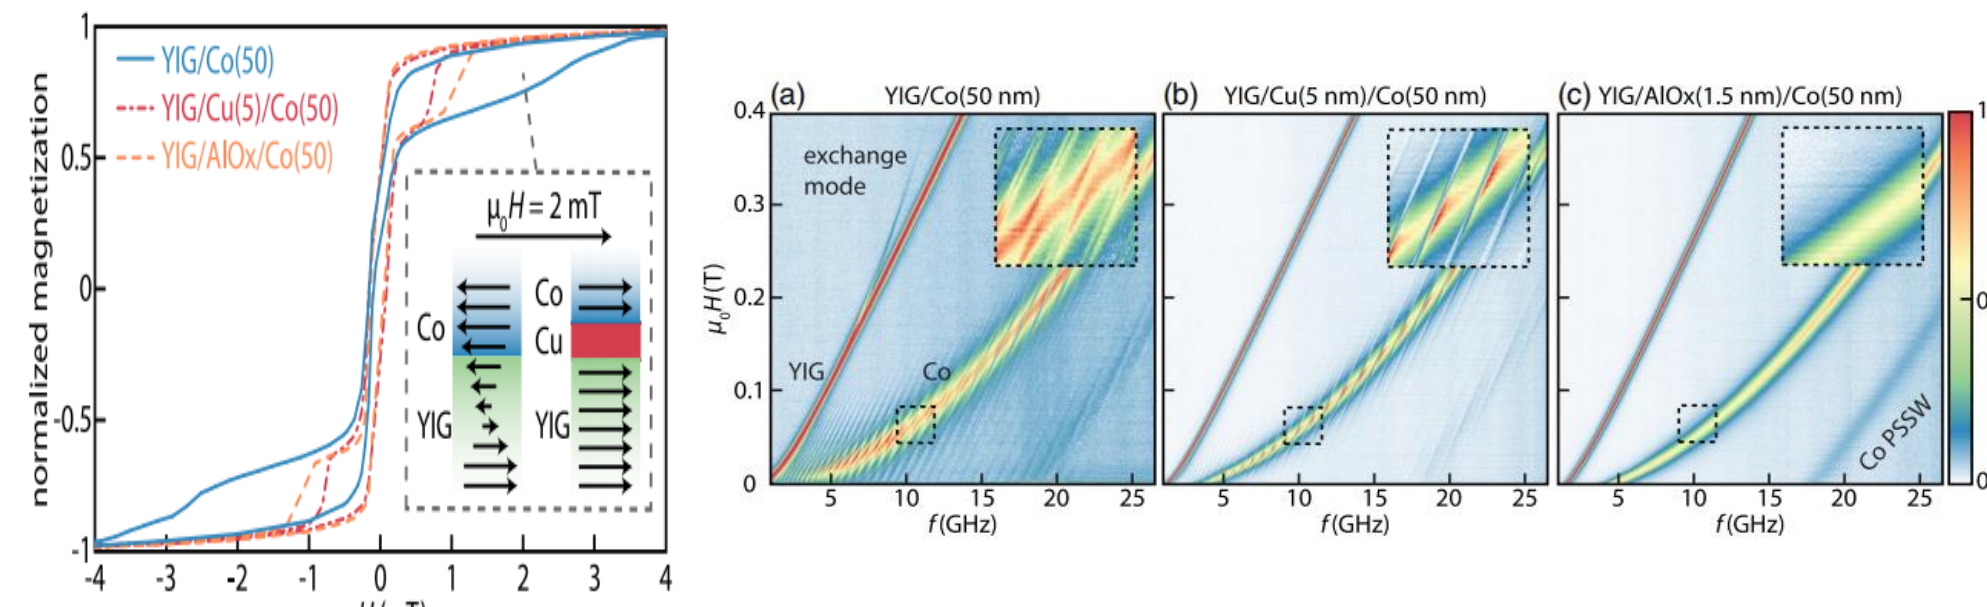 normalized magnetization
1
0.5
0
-0.5
-1
-4 -3 -2 -1 0 1 2 3 4
YIG/Co(50)
YIG/Cu(5)/Co(50)
YIG/AlOx/Co(50)
μ0H = 2 mT
Co
YIG
Co
Cu
YIG
(a) YIG/Co(50 nm)
μ0H(T)
0.4
0.3
0.2
0.1
0
exchange
mode
YIG
Co
5 10 15 20 25
f (GHz)
(b) YIG/Cu(5 nm)/Co(50 nm)
5 10 15 20 25
f (GHz)
(c) YIG/AlOx(1.5 nm)/Co(50 nm)
Co PSSW
5 10 15 20 25
f (GHz)
1
0